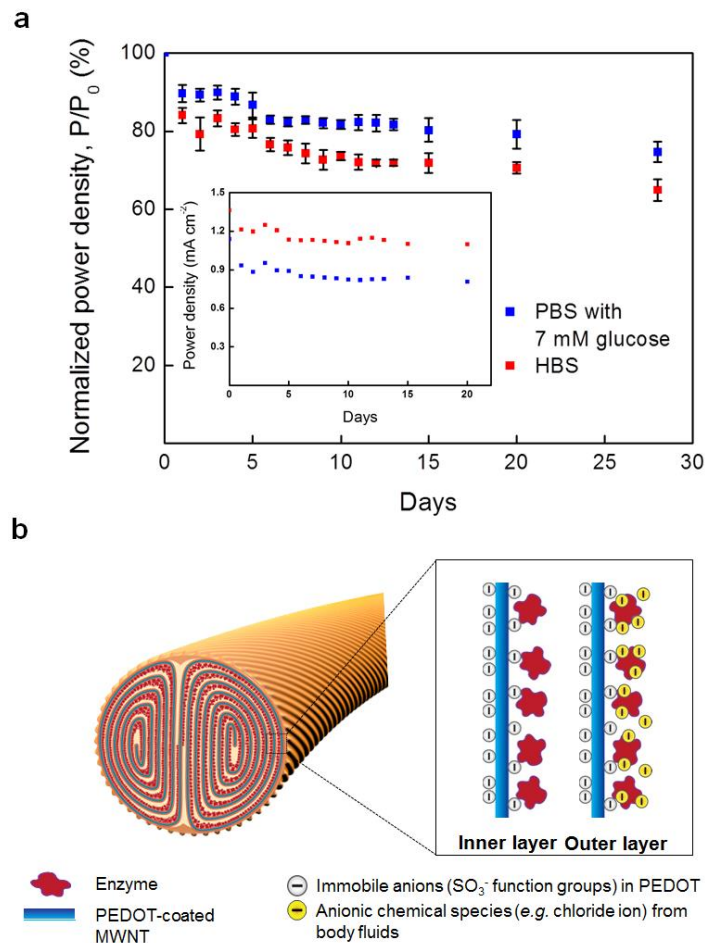 a
Normalized power density, P/P₀ (%)
100
80
60
40
20
0
5
10
15
20
25
30
Days
Power density (mA cm⁻²)
1.5
1.2
0.9
0.6
0.3
0
5
10
15
20
Days
PBS with
7 mM glucose
HBS
b
Inner layer
Outer layer
Enzyme
PEDOT-coated
MWNT
Immobile anions (SO₃⁻ function groups) in PEDOT
Anionic chemical species (e.g. chloride ion) from
body fluids